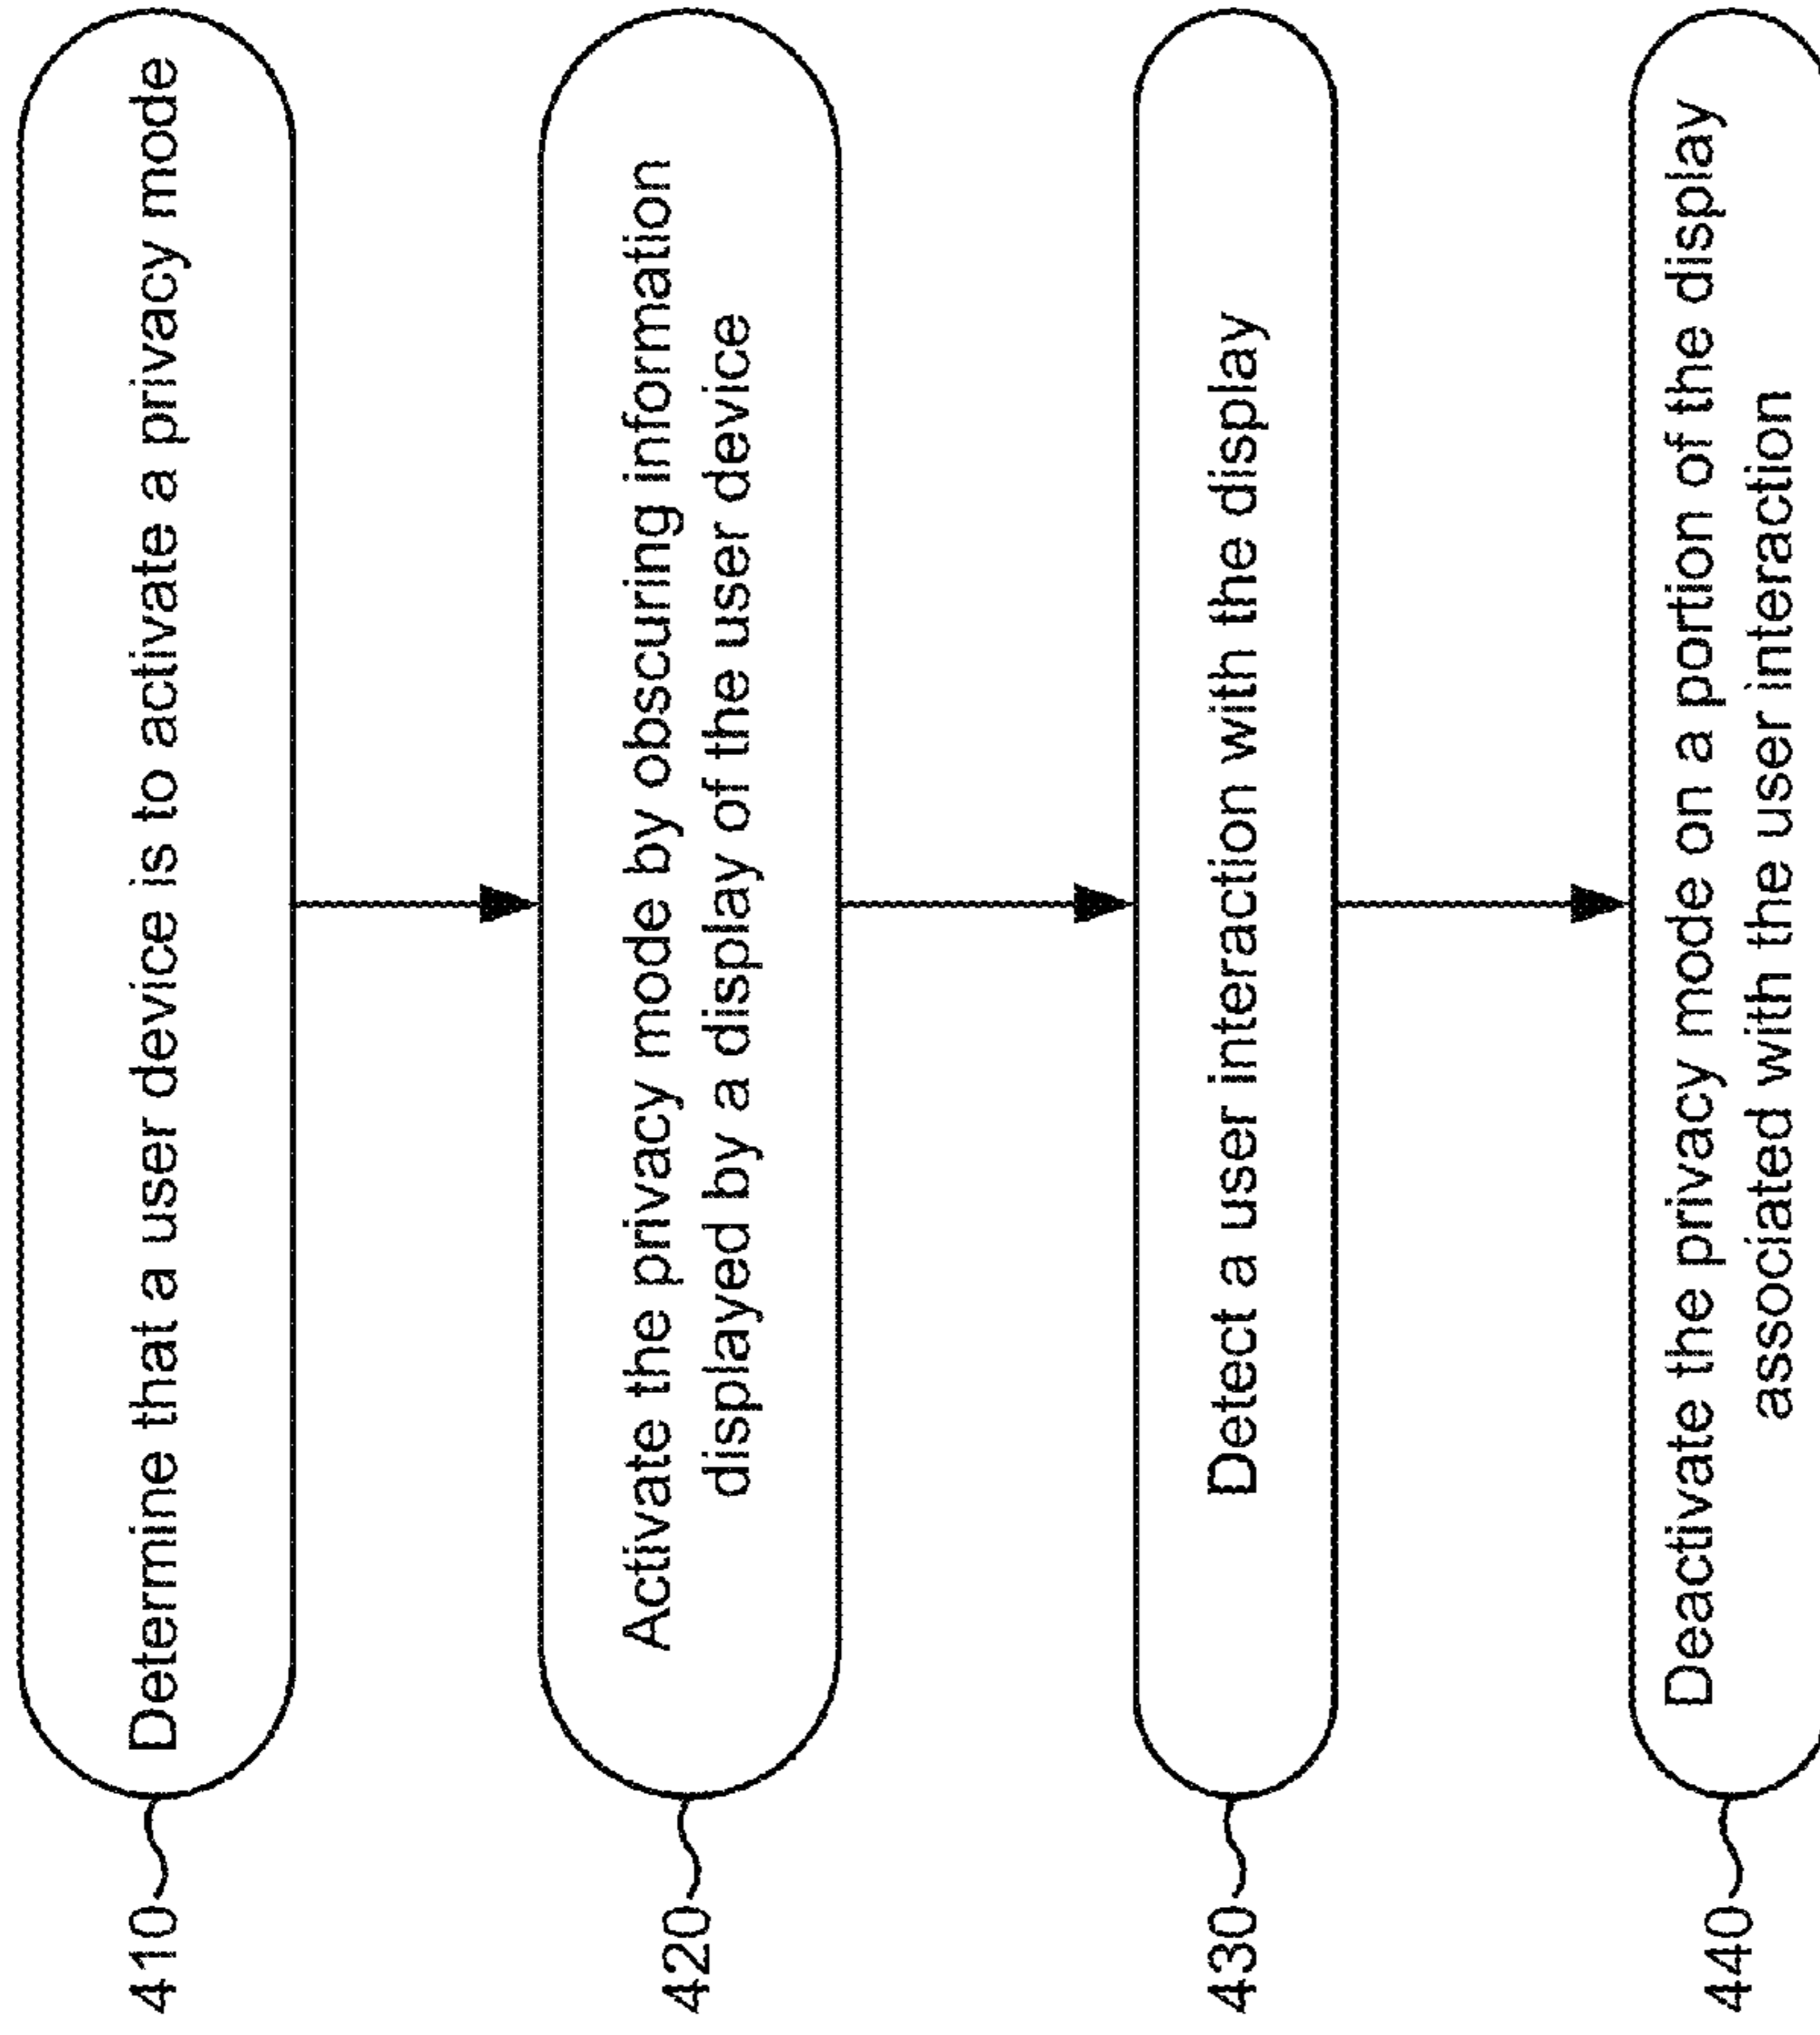 410
Determine that a user device is to activate a privacy mode
420
Activate the privacy mode by obscuring information
displayed by a display of the user device
430
Detect a user interaction with the display
440
Deactivate the privacy mode on a portion of the display
associated with the user interaction